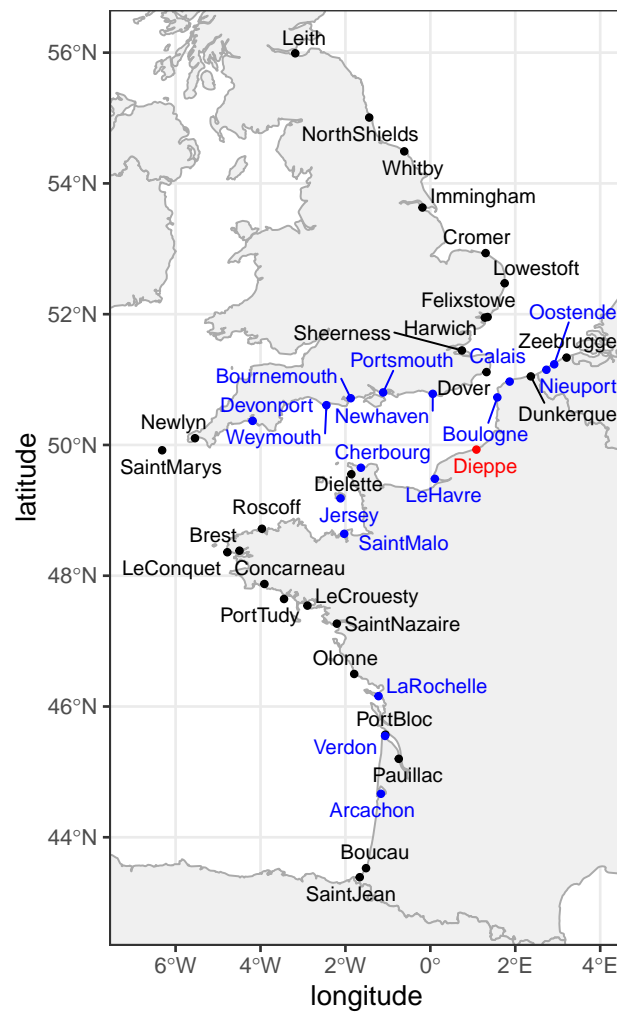 56°N
54°N
52°N
50°N
48°N
46°N
44°N
latitude
Leith
NorthShields
Whitby
Immingham
Cromer
Lowestoft
Felixstowe
Oostende
Sheerness
Harwich
Zeebrugge
Calais
Portsmouth
Bournemouth
Dover
Nieuport
Devonport
Newhaven
Dunkerque
Newlyn
Weymouth
Boulogne
Cherbourg
SaintMarys
Dieppe
Dielette
LeHavre
Roscoff
Jersey
Brest
SaintMalo
LeConquet
Concarneau
LeCrouesty
PortTudy
SaintNazaire
Olonne
LaRochelle
PortBloc
Verdon
Pauillac
Arcachon
Boucau
SaintJean
6°W
4°W
2°W
0°
2°E
4°E
longitude